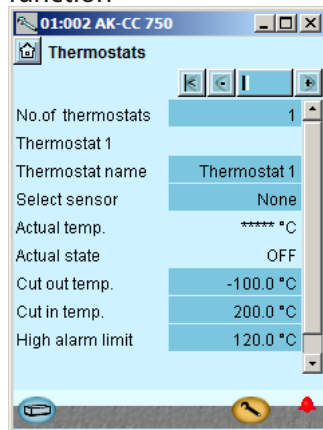 function
01:002 AK-CC 750
Thermostats
No.of thermostats 1
Thermostat 1
Thermostat name Thermostat 1
Select sensor None
Actual temp. ***** °C
Actual state OFF
Cut out temp. -100.0 °C
Cut in temp. 200.0 °C
High alarm limit 120.0 °C